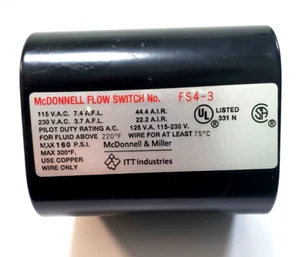 McDONNELL FLOW SWITCH No. FS4-3
115 V.A.C. 7.4 A.F.L. 44.4 A.I.R.
230 V.A.C. 3.7 A.F.L. 22.2 A.I.R.
PILOT DUTY RATING A.C. 125 V.A. 115-230 V.
FOR FLUID ABOVE 220°F WIRE FOR AT LEAST 75°C
MAX 160 P.S.I.
MAX 300°F.
USE COPPER
WIRE ONLY
McDonnell & Miller
ITT Industries
UL LISTED
331 N
SA